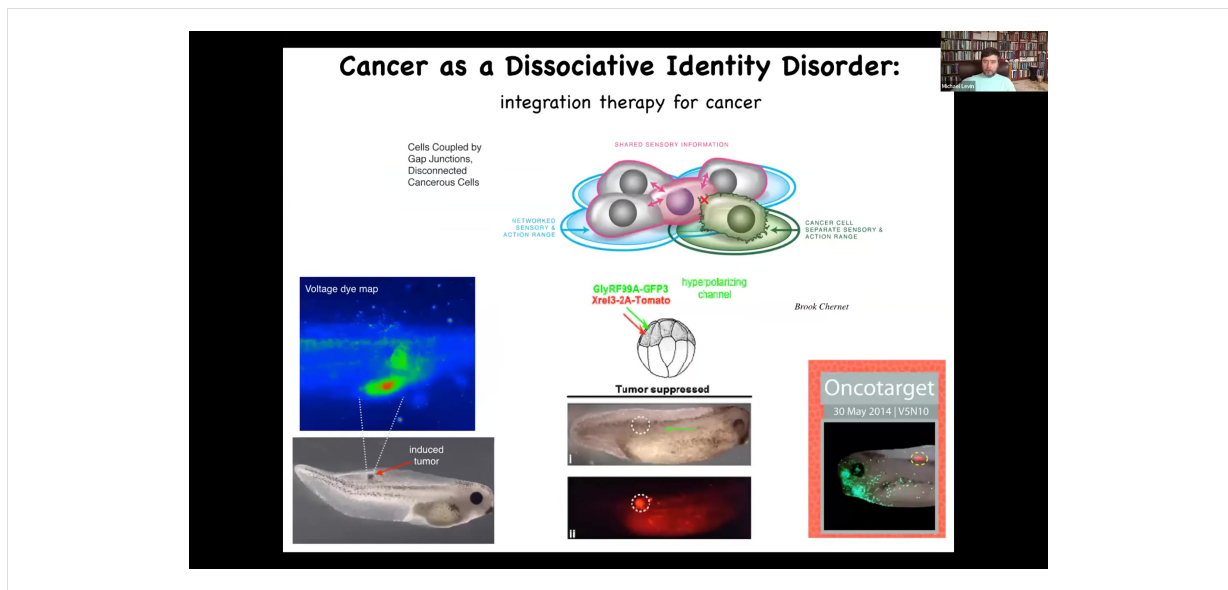 Cancer as a Dissociative Identity Disorder:
integration therapy for cancer
Michael Levin
Cells Coupled by
Gap Junctions,
Disconnected
Cancerous Cells
SHARED SENSORY INFORMATION
NETWORKED
SENSORY &
ACTION RANGE
CANCER CELL
SEPARATE SENSORY &
ACTION RANGE
Voltage dye map
induced
tumor
GlyRF99A-GFP3
Xrel3-2A-Tomato
hyperpolarizing
channel
Brook Chernet
Tumor suppressed
i
ii
Oncotarget
30 May 2014 | V5N10